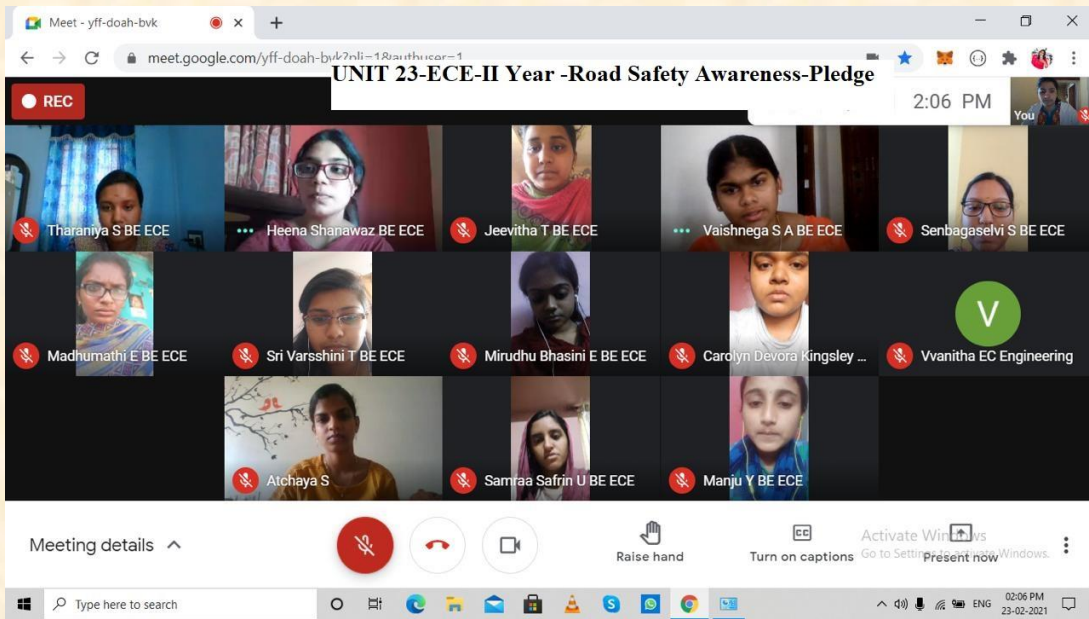 Meet - yff-doah-bvk
meet.google.com/yff-doah-bvk?pli=1&authuser=1
UNIT 23-ECE-II Year -Road Safety Awareness-Pledge
REC
2:06 PM
You
Tharaniya S BE ECE
Heena Shanawaz BE ECE
Jeevitha T BE ECE
Vaishnega S A BE ECE
Senbagaselvi S BE ECE
Madhumathi E BE ECE
Sri Varsshini T BE ECE
Mirudhu Bhasini E BE ECE
Carolyn Devora Kingsley ...
V
Vvanitha EC Engineering
Atchaya S
Samraa Safrin U BE ECE
Manju Y BE ECE
Meeting details
Raise hand
CC
Turn on captions
Present now
Activate Windows
Go to Settings to activate Windows.
Type here to search
ENG
02:06 PM
23-02-2021